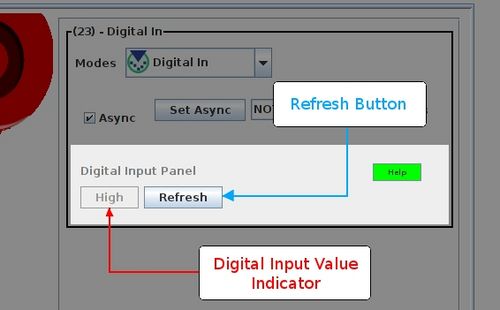 (23) - Digital In
Modes
Digital In
Async
Set Async
Refresh Button
Digital Input Panel
Help
High
Refresh
Digital Input Value
Indicator